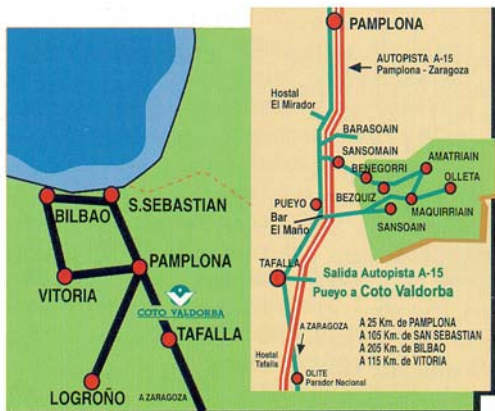 BILBAO
S.SEBASTIAN
VITORIA
PAMPLONA
COTO VALDORBA
TAFALLA
LOGROÑO
A ZARAGOZA
PAMPLONA
AUTOPISTA A-15
Pamplona - Zaragoza
Hostal
El Mirador
BARASOAIN
SANSOMAIN
BENEGORRI
AMATRIAIN
OLLETA
BEZQUIZ
MAQUIRRIAIN
SANSOAIN
PUEYO
Bar
El Maño
TAFALLA
Salida Autopista A-15
Pueyo a Coto Valdorba
A ZARAGOZA
A 25 Km. de PAMPLONA
A 105 Km. de SAN SEBASTIAN
A 205 Km. de BILBAO
A 115 Km. de VITORIA
Hostal
Tafalla
OLITE
Parador Nacional